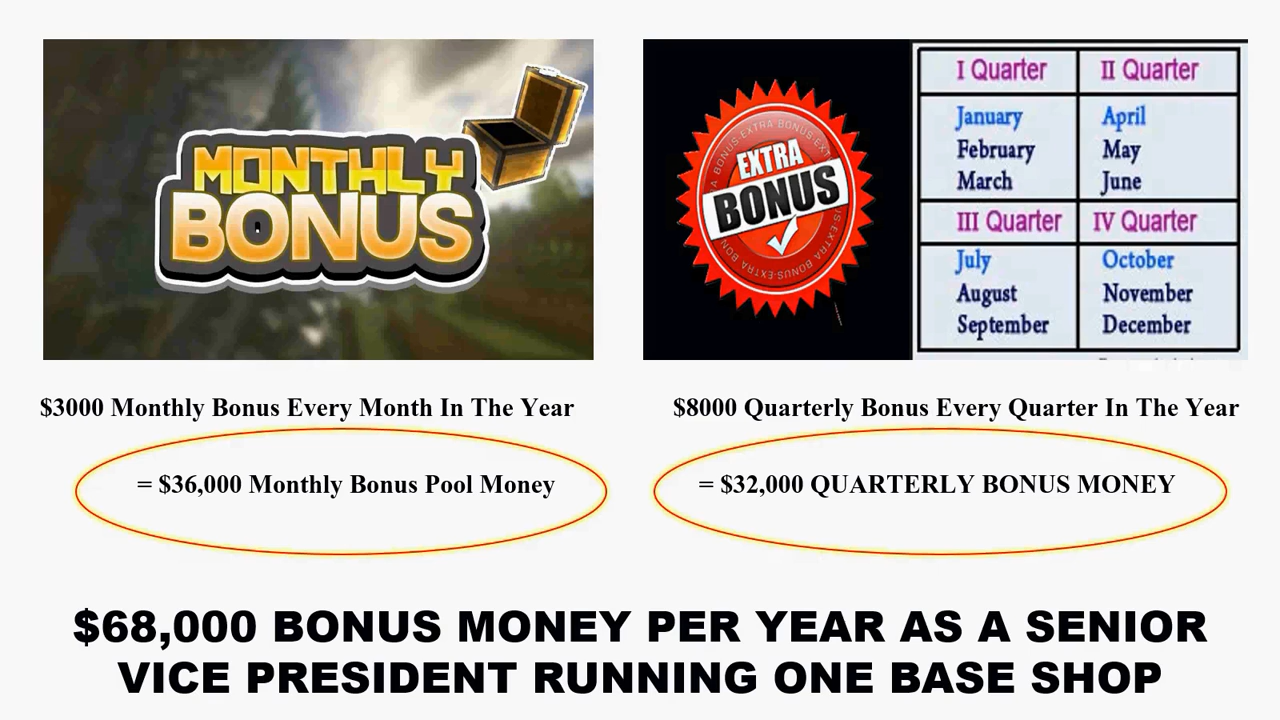 MONTHLY
BONUS
EXTRA BONUS
EXTRA
BONUS
I Quarter II Quarter
January April
February May
March June
III Quarter IV Quarter
July October
August November
September December
$3000 Monthly Bonus Every Month In The Year
$8000 Quarterly Bonus Every Quarter In The Year
= $36,000 Monthly Bonus Pool Money
= $32,000 QUARTERLY BONUS MONEY
$68,000 BONUS MONEY PER YEAR AS A SENIOR
VICE PRESIDENT RUNNING ONE BASE SHOP